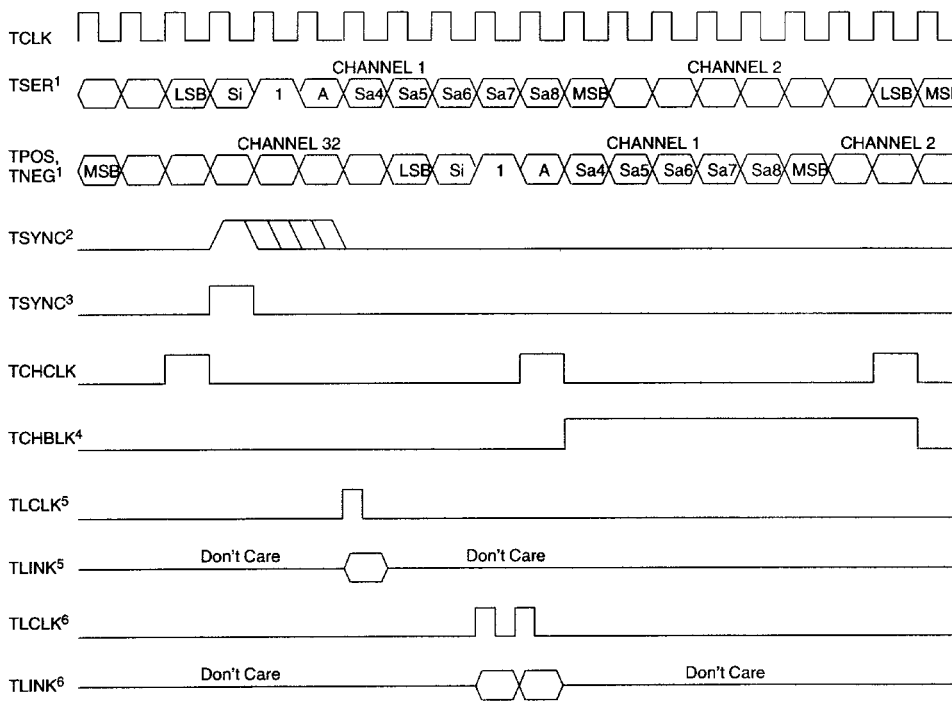 TCLK
CHANNEL 1 CHANNEL 2
TSER1 LSB Si 1 A Sa4 Sa5 Sa6 Sa7 Sa8 MSB LSB MSB
CHANNEL 32 CHANNEL 1 CHANNEL 2
TPOS,
TNEG1 MSB LSB Si 1 A Sa4 Sa5 Sa6 Sa7 Sa8 MSB
TSYNC2
TSYNC3
TCHCLK
TCHBLK4
TLCLK5
Don't Care Don't Care
TLINK5
TLCLK6
Don't Care Don't Care
TLINK6